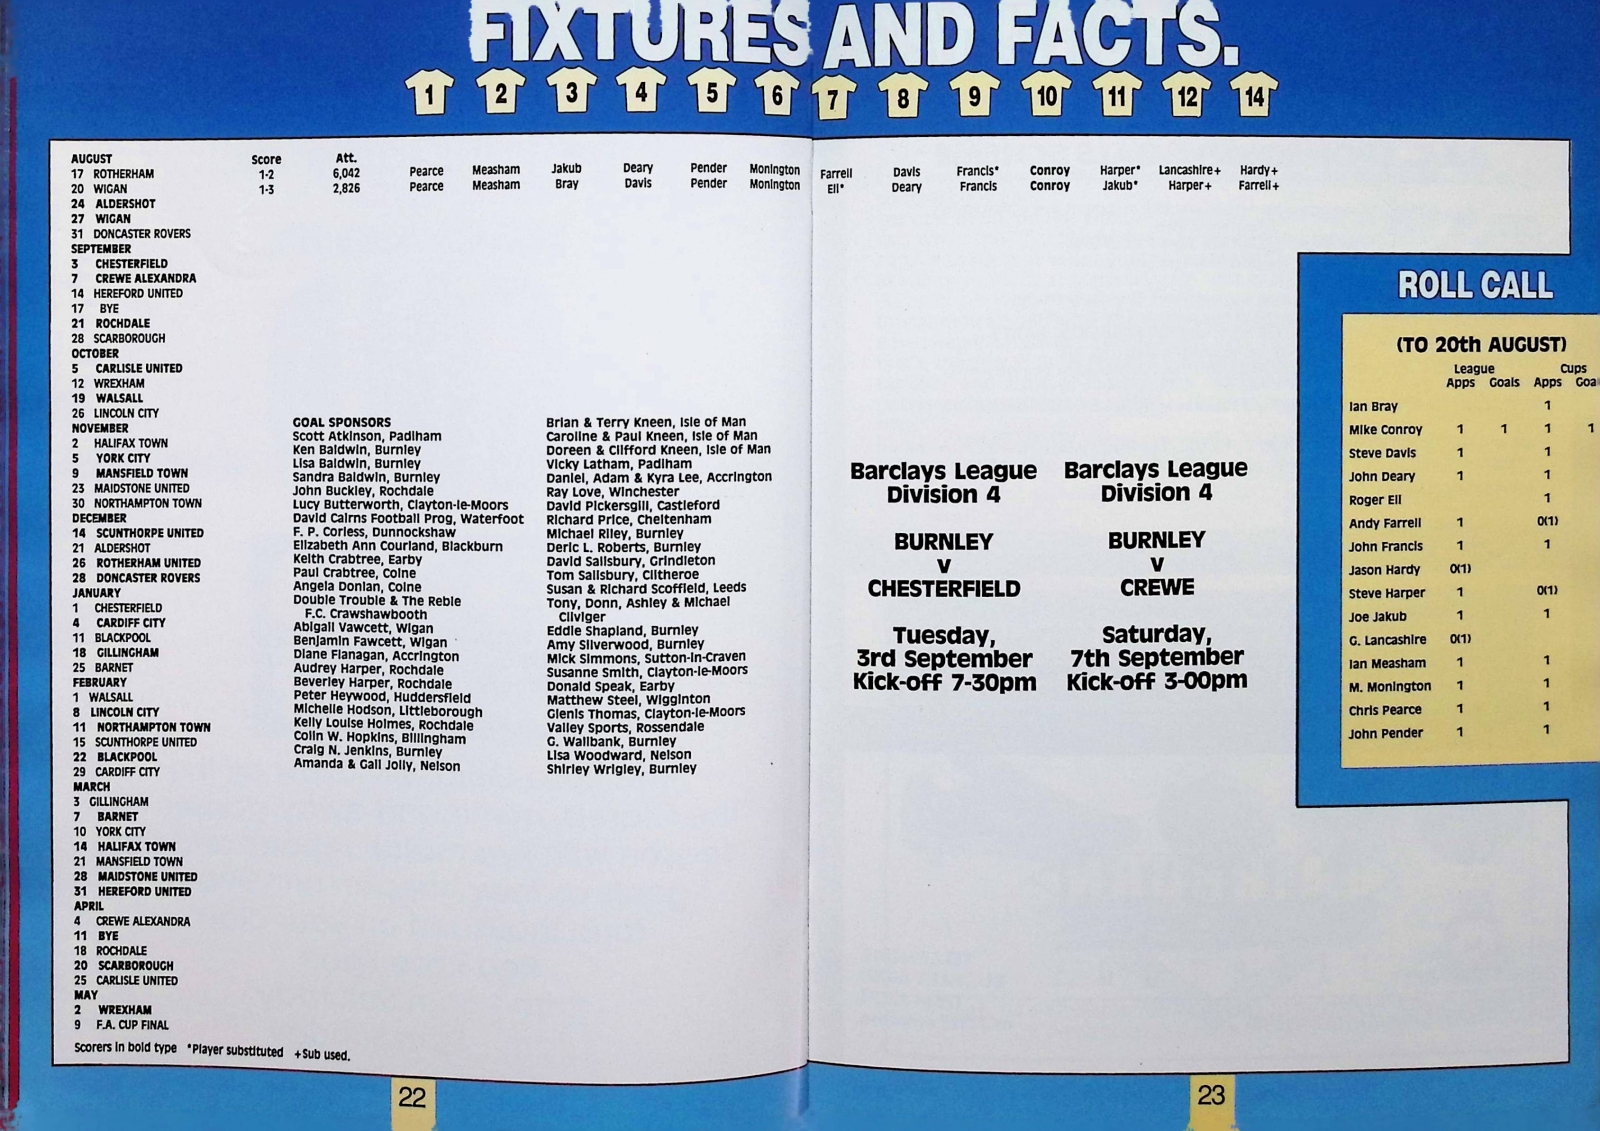 FIXTURES AND FACTS.
1 2 3 4 5 6 7 8 9 10 11 12 14
AUGUST Score Att.
17 ROTHERHAM 1-2 6,042 Pearce Measham Jakub Deary Pender Monington Farrell Davis Francis* Conroy Harper* Lancashire+ Hardy+
20 WIGAN 1-3 2,826 Pearce Measham Bray Davis Pender Monington Eli* Deary Francis Conroy Jakub* Harper+ Farrell+
24 ALDERSHOT
27 WIGAN
31 DONCASTER ROVERS
SEPTEMBER
3 CHESTERFIELD
7 CREWE ALEXANDRA
14 HEREFORD UNITED
17 BYE
21 ROCHDALE
28 SCARBOROUGH
OCTOBER
5 CARLISLE UNITED
12 WREXHAM
19 WALSALL
26 LINCOLN CITY
NOVEMBER
2 HALIFAX TOWN
5 YORK CITY
9 MANSFIELD TOWN
23 MAIDSTONE UNITED
30 NORTHAMPTON TOWN
DECEMBER
14 SCUNTHORPE UNITED
21 ALDERSHOT
26 ROTHERHAM UNITED
28 DONCASTER ROVERS
JANUARY
1 CHESTERFIELD
4 CARDIFF CITY
11 BLACKPOOL
18 GILLINGHAM
25 BARNET
FEBRUARY
1 WALSALL
8 LINCOLN CITY
11 NORTHAMPTON TOWN
15 SCUNTHORPE UNITED
22 BLACKPOOL
29 CARDIFF CITY
MARCH
3 GILLINGHAM
7 BARNET
10 YORK CITY
14 HALIFAX TOWN
21 MANSFIELD TOWN
28 MAIDSTONE UNITED
31 HEREFORD UNITED
APRIL
4 CREWE ALEXANDRA
11 BYE
18 ROCHDALE
20 SCARBOROUGH
25 CARLISLE UNITED
MAY
2 WREXHAM
9 F.A. CUP FINAL
Scorers in bold type *Player substituted +Sub used.
GOAL SPONSORS
Scott Atkinson, Padiham
Ken Baldwin, Burnley
Lisa Baldwin, Burnley
Sandra Baldwin, Burnley
John Buckley, Rochdale
Lucy Butterworth, Clayton-le-Moors
David Cairns Football Prog, Waterfoot
F. P. Corless, Dunnockshaw
Elizabeth Ann Courland, Blackburn
Keith Crabtree, Earby
Paul Crabtree, Colne
Angela Donlan, Colne
Double Trouble & The Reble
F.C. Crawshawbooth
Abigail Vawcett, Wigan
Benjamin Fawcett, Wigan
Diane Flanagan, Accrington
Audrey Harper, Rochdale
Beverley Harper, Rochdale
Peter Heywood, Huddersfield
Michelle Hodson, Littleborough
Kelly Louise Holmes, Rochdale
Colin W. Hopkins, Billingham
Craig N. Jenkins, Burnley
Amanda & Gail Jolly, Nelson
Brian & Terry Kneen, Isle of Man
Caroline & Paul Kneen, Isle of Man
Doreen & Clifford Kneen, Isle of Man
Vicky Latham, Padiham
Daniel, Adam & Kyra Lee, Accrington
Ray Love, Winchester
David Pickersgill, Castleford
Richard Price, Cheltenham
Michael Riley, Burnley
Deric L. Roberts, Burnley
David Salisbury, Grindleton
Tom Salisbury, Clitheroe
Susan & Richard Scoffield, Leeds
Tony, Donn, Ashley & Michael
Cliviger
Eddie Shapland, Burnley
Amy Silverwood, Burnley
Mick Simmons, Sutton-in-Craven
Susanne Smith, Clayton-le-Moors
Donald Speak, Earby
Matthew Steel, Wigginton
Glenis Thomas, Clayton-le-Moors
Valley Sports, Rossendale
G. Wallbank, Burnley
Lisa Woodward, Nelson
Shirley Wrigley, Burnley
Barclays League
Division 4
BURNLEY
v
CHESTERFIELD
Tuesday,
3rd September
Kick-off 7-30pm
Barclays League
Division 4
BURNLEY
v
CREWE
Saturday,
7th September
Kick-off 3-00pm
ROLL CALL
(TO 20th AUGUST)
League Cups
Apps Goals Apps Goa
Ian Bray 1
Mike Conroy 1 1 1 1
Steve Davis 1 1
John Deary 1 1
Roger Eli 1
Andy Farrell 1 0(1)
John Francis 1 1
Jason Hardy 0(1)
Steve Harper 1 0(1)
Joe Jakub 1 1
G. Lancashire 0(1)
Ian Measham 1 1
M. Monington 1 1
Chris Pearce 1 1
John Pender 1 1
22
23